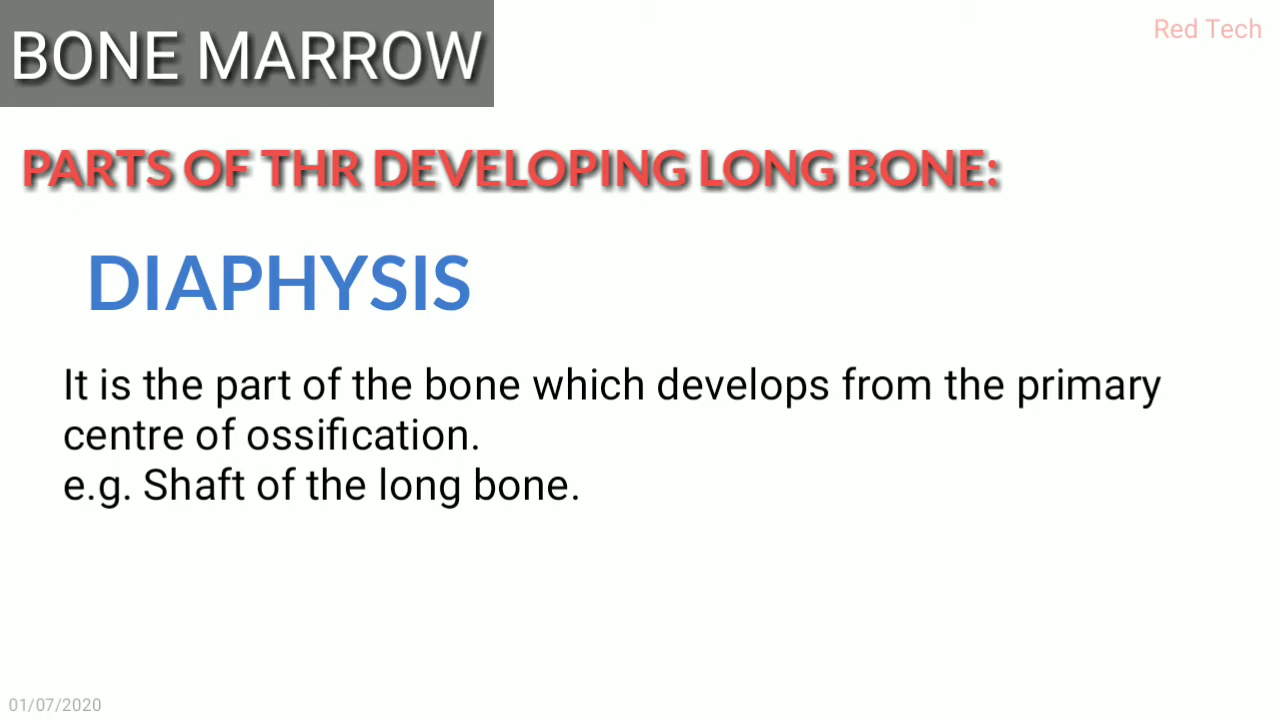 BONE MARROW
Red Tech
PARTS OF THR DEVELOPING LONG BONE:
DIAPHYSIS
It is the part of the bone which develops from the primary
centre of ossification.
e.g. Shaft of the long bone.
01/07/2020